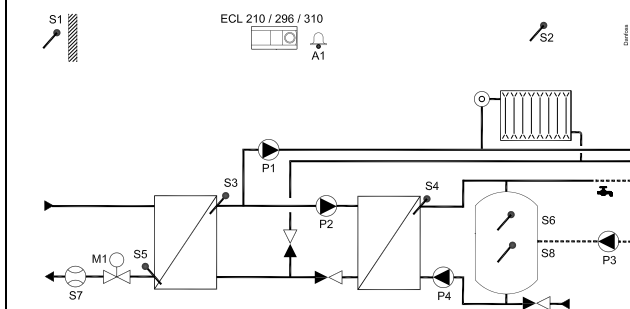 S1
ECL 210 / 296 / 310
A1
S2
Danfoss
P1
S3
S4
P2
S6
S8
P3
M1
S5
S7
P4